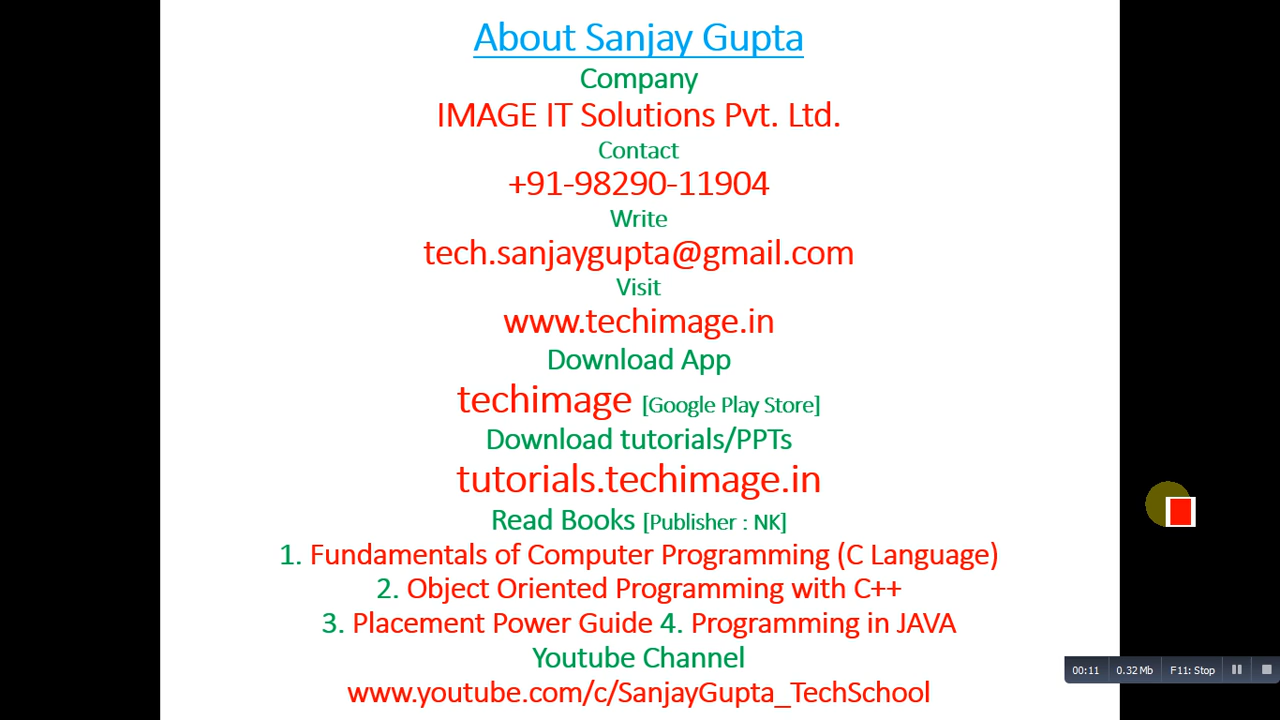 About Sanjay Gupta
Company
IMAGE IT Solutions Pvt. Ltd.
Contact
+91-98290-11904
Write
tech.sanjaygupta@gmail.com
Visit
www.techimage.in
Download App
techimage [Google Play Store]
Download tutorials/PPTs
tutorials.techimage.in
Read Books [Publisher : NK]
1. Fundamentals of Computer Programming (C Language)
2. Object Oriented Programming with C++
3. Placement Power Guide 4. Programming in JAVA
Youtube Channel
www.youtube.com/c/SanjayGupta_TechSchool
00:11 0.32 Mb F11: Stop